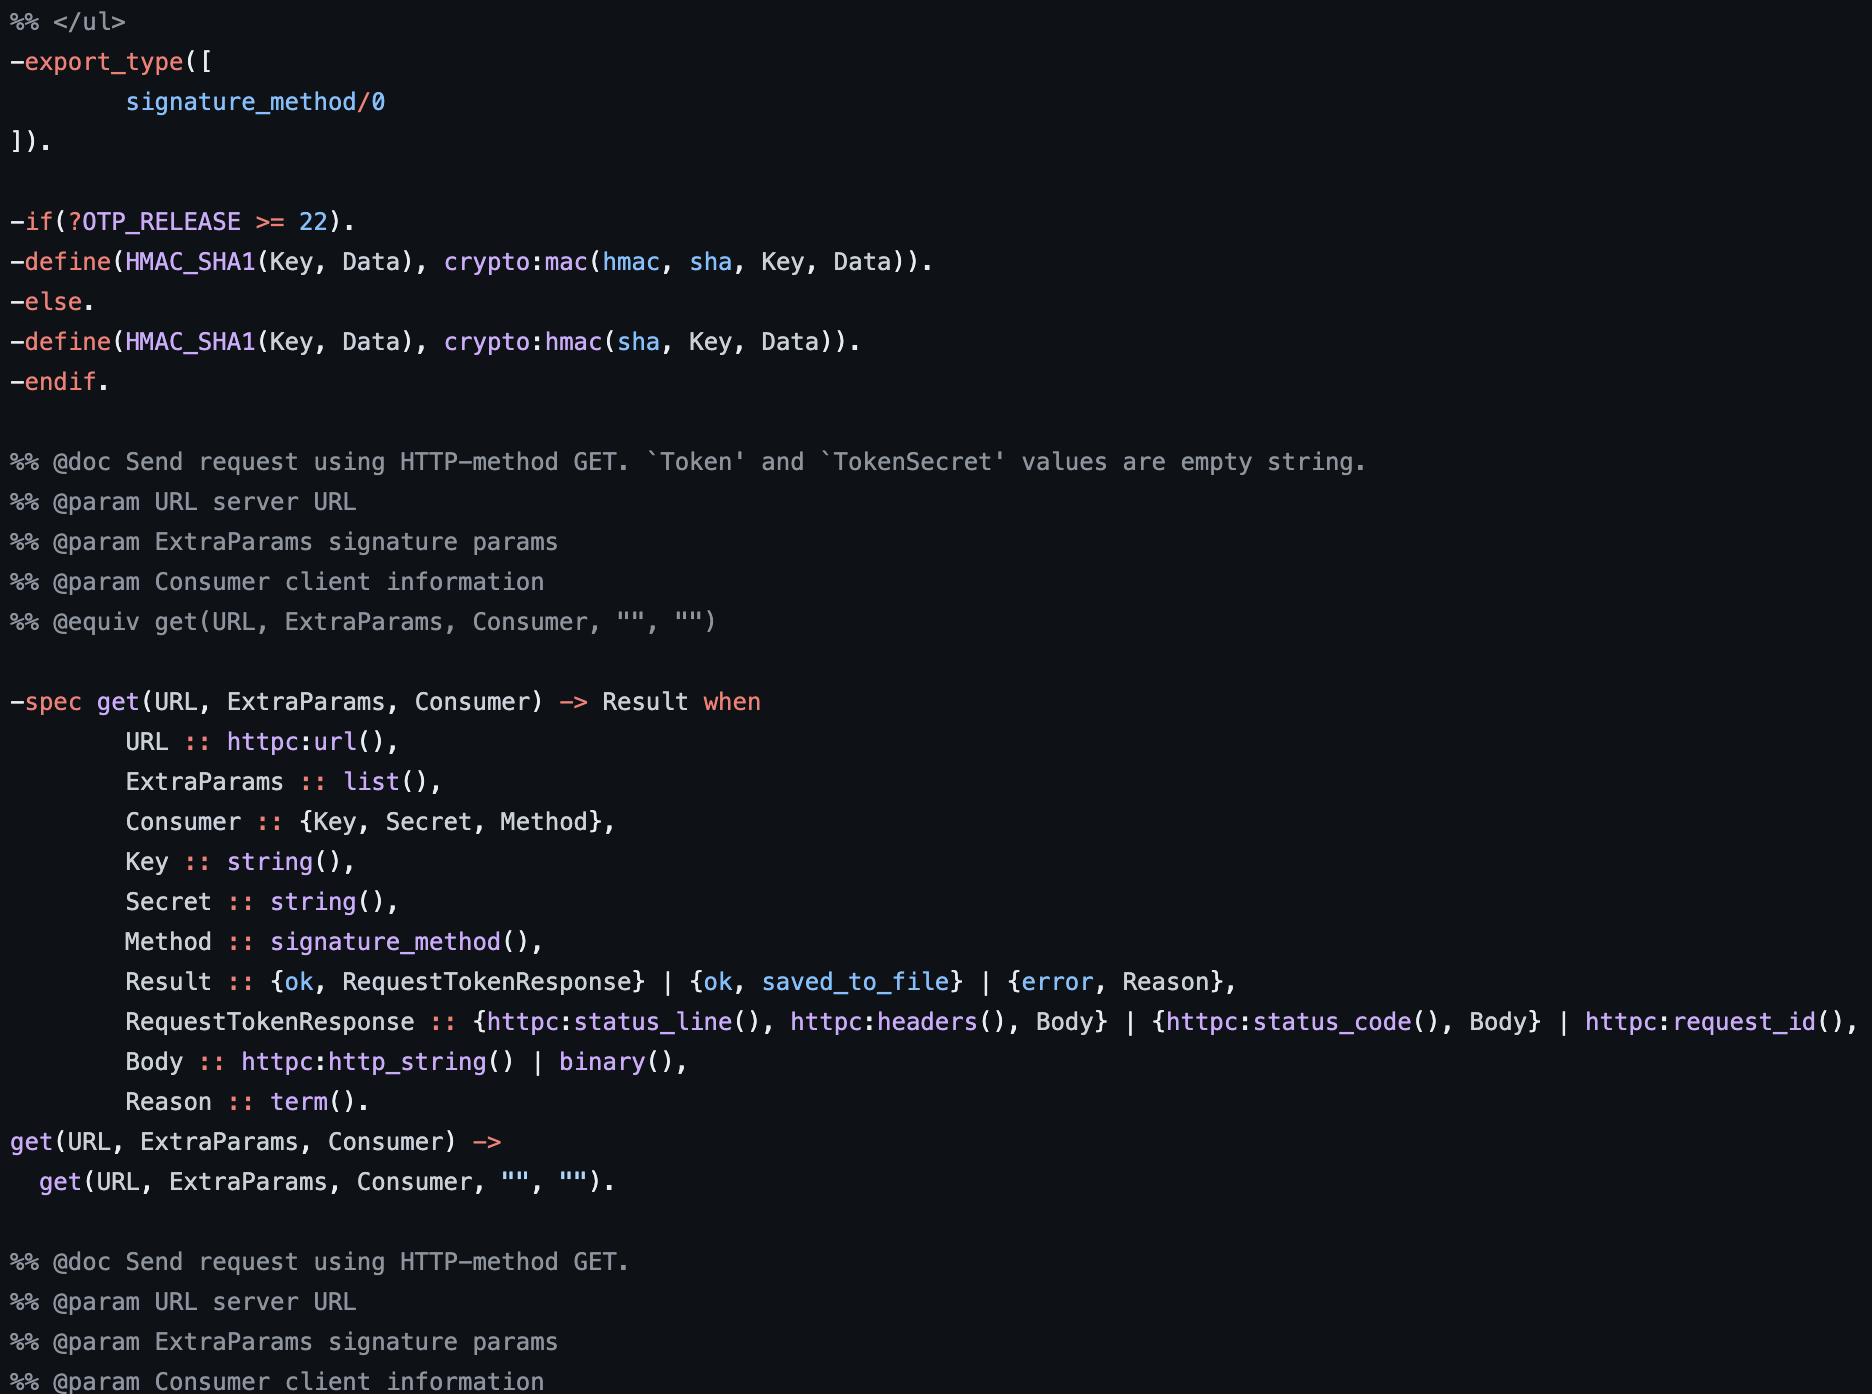 %% </ul>
-export_type([
        signature_method/0
]).

-if(?OTP_RELEASE >= 22).
-define(HMAC_SHA1(Key, Data), crypto:mac(hmac, sha, Key, Data)).
-else.
-define(HMAC_SHA1(Key, Data), crypto:hmac(sha, Key, Data)).
-endif.

%% @doc Send request using HTTP-method GET. `Token' and `TokenSecret' values are empty string.
%% @param URL server URL
%% @param ExtraParams signature params
%% @param Consumer client information
%% @equiv get(URL, ExtraParams, Consumer, "", "")

-spec get(URL, ExtraParams, Consumer) -> Result when
        URL :: httpc:url(),
        ExtraParams :: list(),
        Consumer :: {Key, Secret, Method},
        Key :: string(),
        Secret :: string(),
        Method :: signature_method(),
        Result :: {ok, RequestTokenResponse} | {ok, saved_to_file} | {error, Reason},
        RequestTokenResponse :: {httpc:status_line(), httpc:headers(), Body} | {httpc:status_code(), Body} | httpc:request_id(),
        Body :: httpc:http_string() | binary(),
        Reason :: term().
get(URL, ExtraParams, Consumer) ->
  get(URL, ExtraParams, Consumer, "", "").

%% @doc Send request using HTTP-method GET.
%% @param URL server URL
%% @param ExtraParams signature params
%% @param Consumer client information